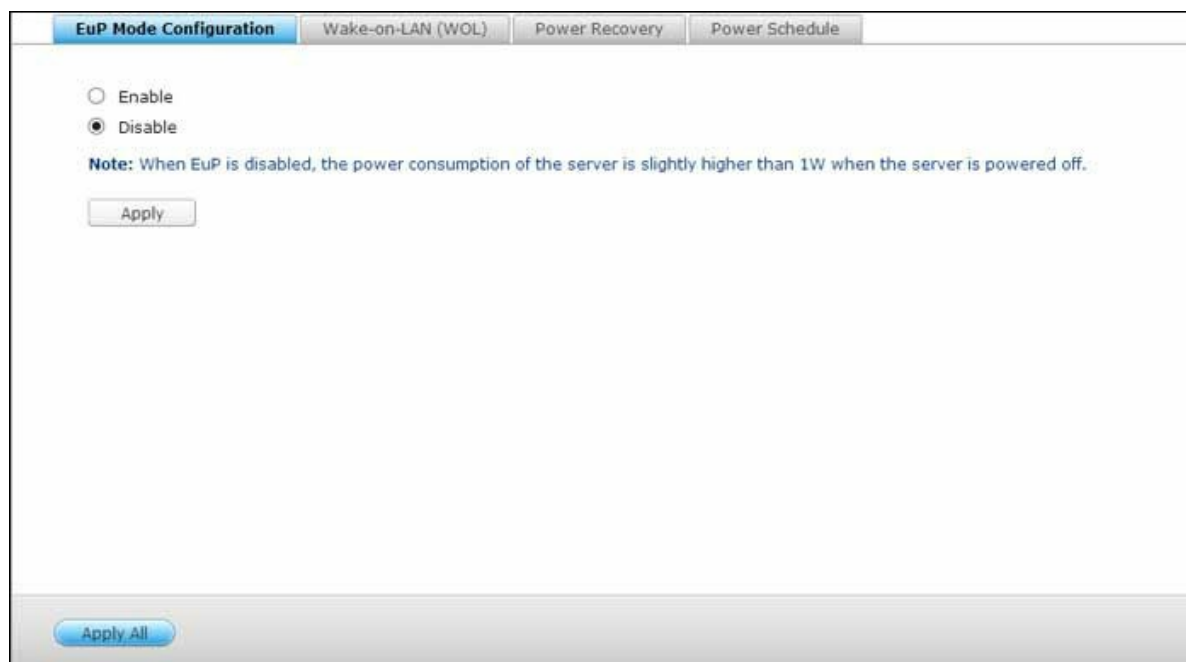 EuP Mode Configuration Wake-on-LAN (WOL) Power Recovery Power Schedule
Enable
Disable
Note: When EuP is disabled, the power consumption of the server is slightly higher than 1W when the server is powered off.
Apply
Apply All